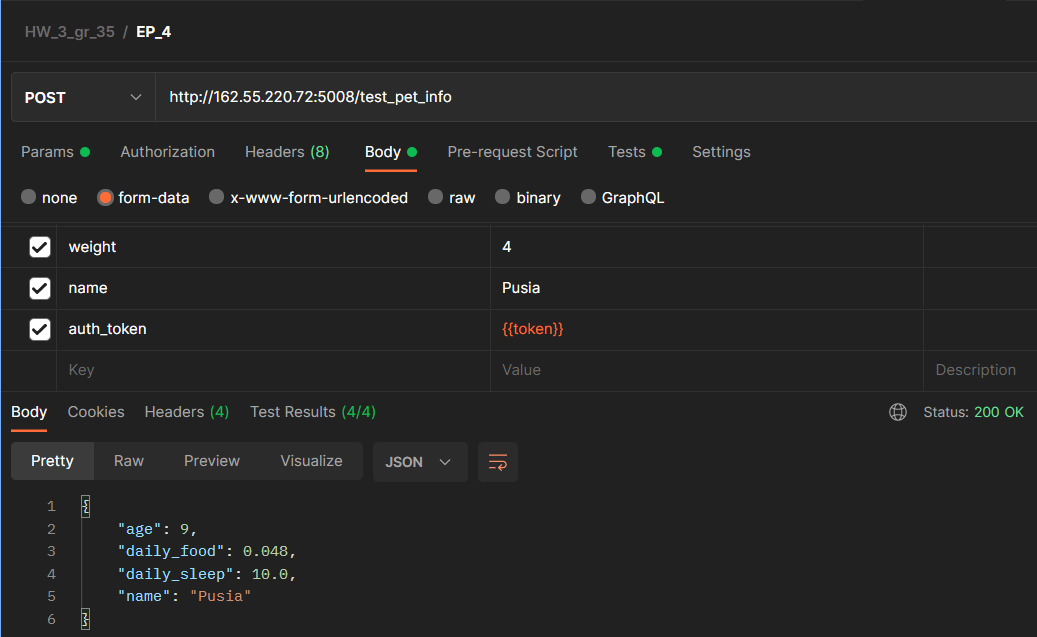 HW_3_gr_35 / EP_4
POST http://162.55.220.72:5008/test_pet_info
Params Authorization Headers (8) Body Pre-request Script Tests Settings
none form-data x-www-form-urlencoded raw binary GraphQL
weight 4
name Pusia
auth_token {{token}}
Key Value Description
Body Cookies Headers (4) Test Results (4/4) Status: 200 OK
Pretty Raw Preview Visualize JSON
1 {
2 "age": 9,
3 "daily_food": 0.048,
4 "daily_sleep": 10.0,
5 "name": "Pusia"
6 }